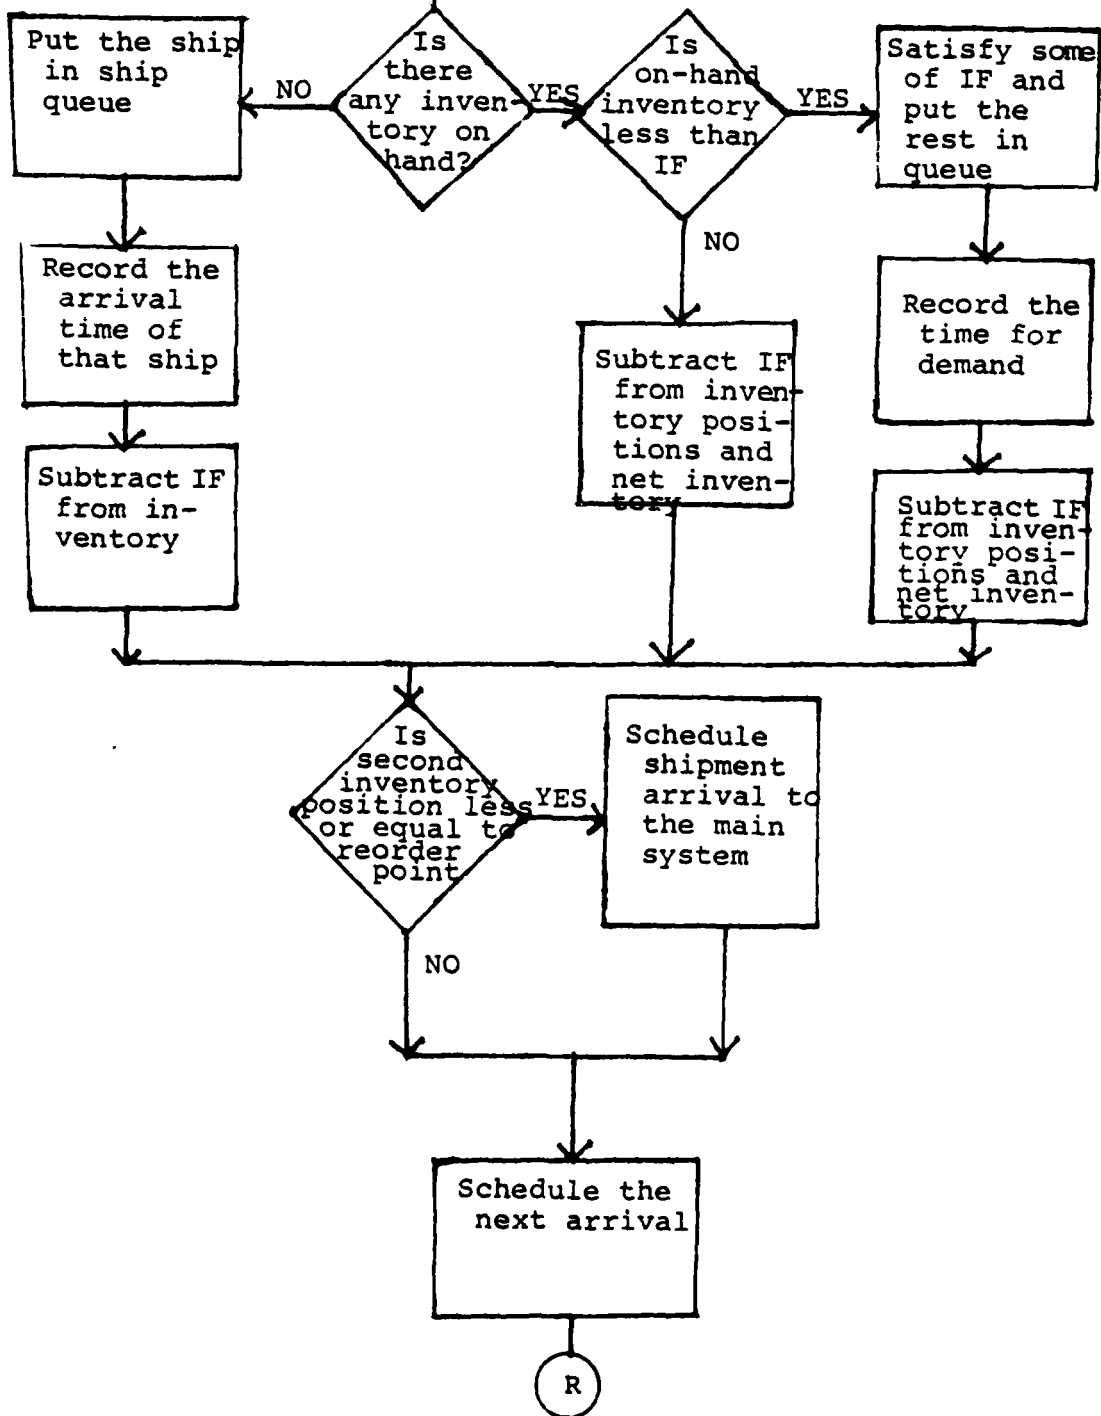 Put the ship
in ship
queue
NO
Is
there
any inven-
tory on
hand?
YES
Is
on-hand
inventory
less than
IF
YES
Satisfy some
of IF and
put the
rest in
queue
NO
Record the
arrival
time of
that ship
Record the
time for
demand
Subtract IF
from inven-
tory posi-
tions and
net inven-
tory
Subtract IF
from in-
ventory
Subtract IF
from inven-
tory posi-
tions and
net inven-
tory
Is
second
inventory
position less
or equal to
reorder
point
YES
Schedule
shipment
arrival to
the main
system
NO
Schedule the
next arrival
R